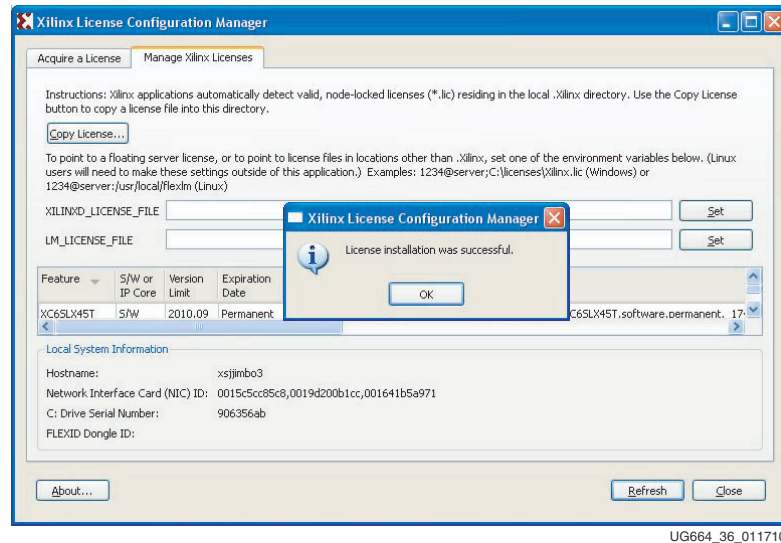 Xilinx License Configuration Manager
Acquire a License
Manage Xilinx Licenses
Instructions: Xilinx applications automatically detect valid, node-locked licenses (*.lic) residing in the local .Xilinx directory. Use the Copy License
button to copy a license file into this directory.
Copy License...
To point to a floating server license, or to point to license files in locations other than .Xilinx, set one of the environment variables below. (Linux
users will need to make these settings outside of this application.) Examples: 1234@server;C:\licenses\Xilinx.lic (Windows) or
1234@server:/usr/local/flexlm (Linux)
XILINXD_LICENSE_FILE
Set
LM_LICENSE_FILE
Set
Xilinx License Configuration Manager
License installation was successful.
OK
Feature S/W or IP Core Version Limit Expiration Date
XC6SLX45T S/W 2010.09 Permanent C6SLX45T.software.permanent.
Local System Information
Hostname: xsjjimbo3
Network Interface Card (NIC) ID: 0015c5cc85c8,0019d200b1cc,001641b5a971
C: Drive Serial Number: 906356ab
FLEXID Dongle ID:
About...
Refresh
Close
UG664_36_011710